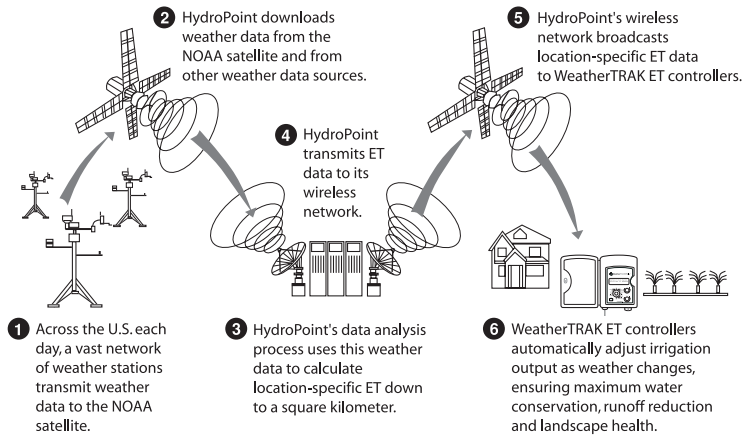 1 Across the U.S. each
day, a vast network
of weather stations
transmit weather
data to the NOAA
satellite.
2 HydroPoint downloads
weather data from the
NOAA satellite and from
other weather data sources.
3 HydroPoint's data analysis
process uses this weather
data to calculate
location-specific ET down
to a square kilometer.
4 HydroPoint
transmits ET
data to its
wireless
network.
5 HydroPoint's wireless
network broadcasts
location-specific ET data
to WeatherTRAK ET controllers.
6 WeatherTRAK ET controllers
automatically adjust irrigation
output as weather changes,
ensuring maximum water
conservation, runoff reduction
and landscape health.